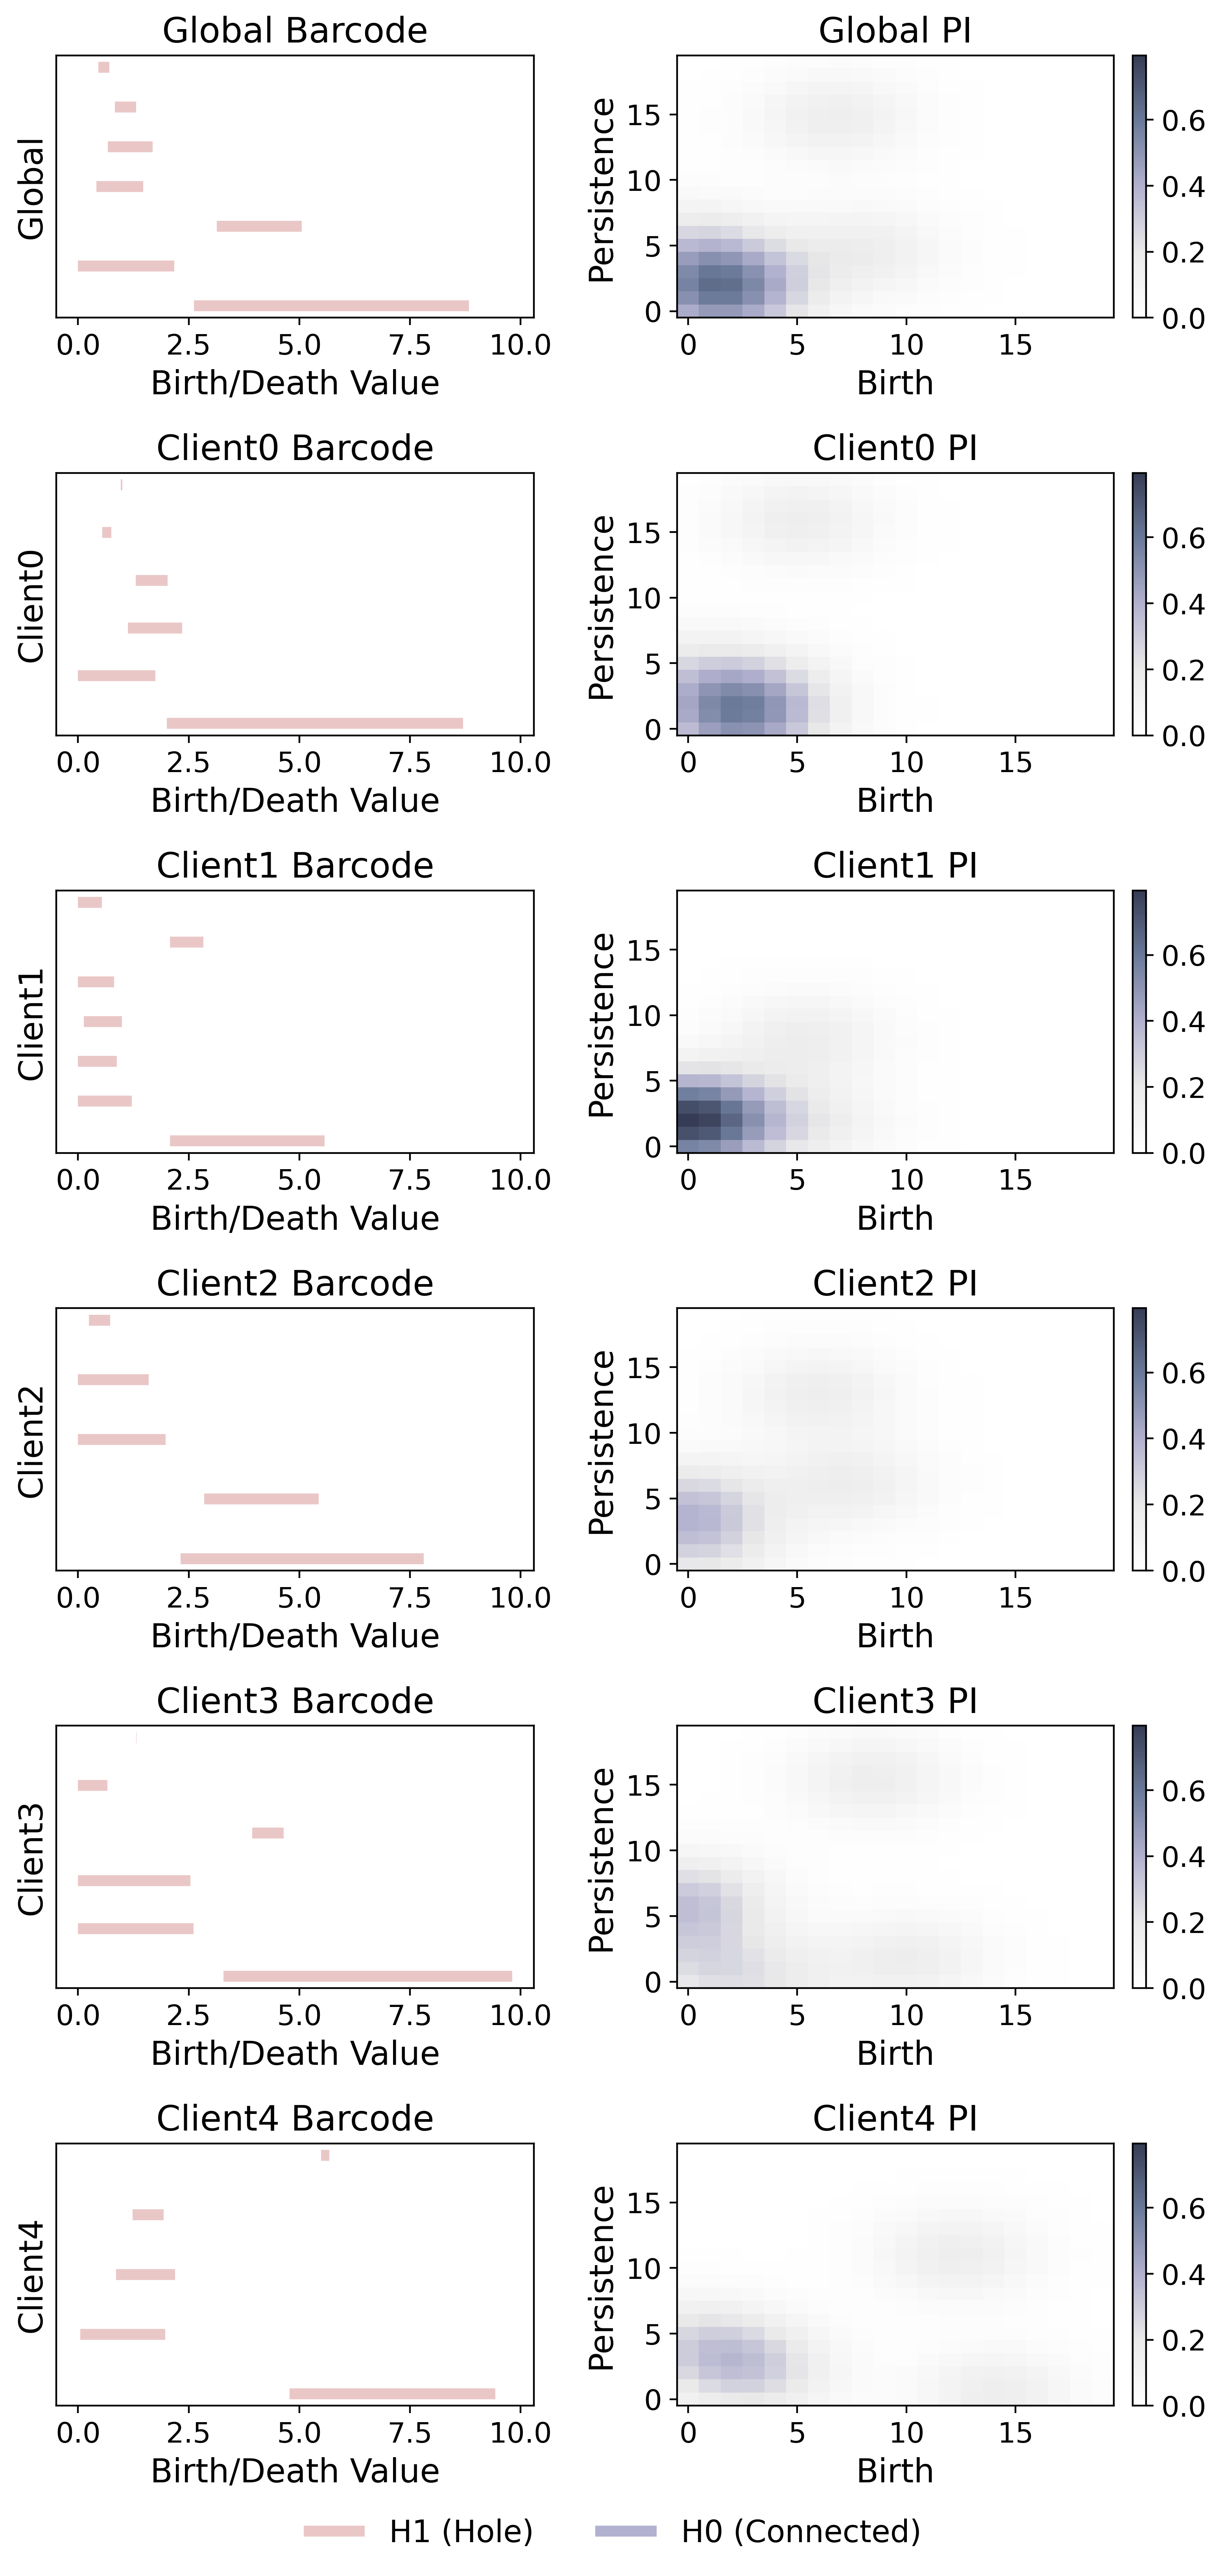 Global Barcode
Global PI
Global
Persistence
15
10
5
0
0.6
0.4
0.2
0.0
0.0 2.5 5.0 7.5 10.0
0 5 10 15
Birth/Death Value
Birth
Client0 Barcode
Client0 PI
Client0
Persistence
15
10
5
0
0.6
0.4
0.2
0.0
0.0 2.5 5.0 7.5 10.0
0 5 10 15
Birth/Death Value
Birth
Client1 Barcode
Client1 PI
Client1
Persistence
15
10
5
0
0.6
0.4
0.2
0.0
0.0 2.5 5.0 7.5 10.0
0 5 10 15
Birth/Death Value
Birth
Client2 Barcode
Client2 PI
Client2
Persistence
15
10
5
0
0.6
0.4
0.2
0.0
0.0 2.5 5.0 7.5 10.0
0 5 10 15
Birth/Death Value
Birth
Client3 Barcode
Client3 PI
Client3
Persistence
15
10
5
0
0.6
0.4
0.2
0.0
0.0 2.5 5.0 7.5 10.0
0 5 10 15
Birth/Death Value
Birth
Client4 Barcode
Client4 PI
Client4
Persistence
15
10
5
0
0.6
0.4
0.2
0.0
0.0 2.5 5.0 7.5 10.0
0 5 10 15
Birth/Death Value
Birth
H1 (Hole)
H0 (Connected)